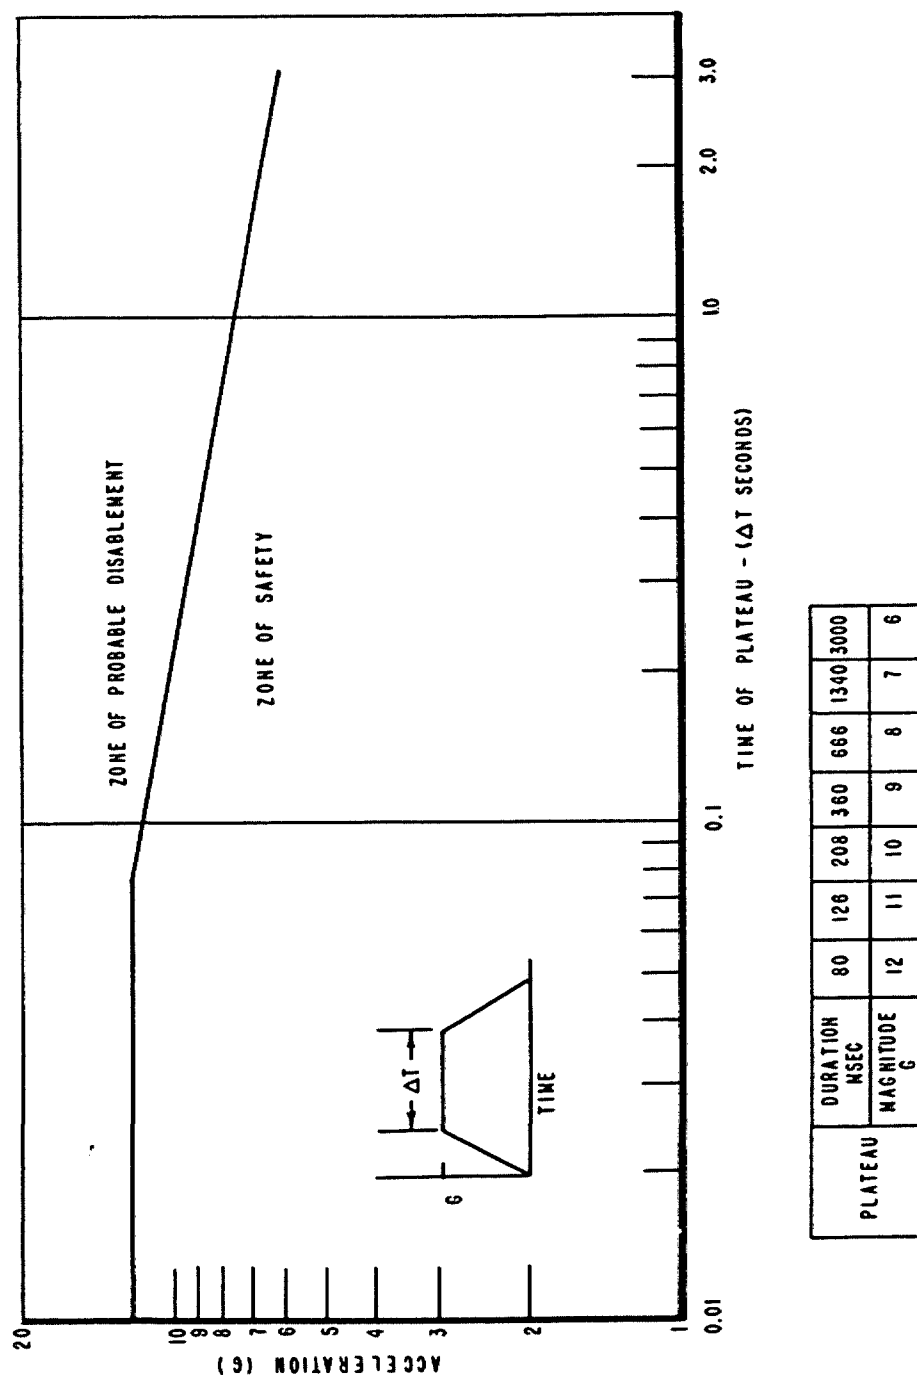 20
10
9
8
7
6
5
4
3
2
1
ACCELERATION (G)
ZONE OF PROBABLE DISABLEMENT
ZONE OF SAFETY
G
ΔT
TIME
0.01
0.1
1.0
2.0
3.0
TIME OF PLATEAU - (ΔT SECONDS)
PLATEAU
DURATION MSEC 80 126 208 360 666 1340 3000
MAGNITUDE G 12 11 10 9 8 7 6